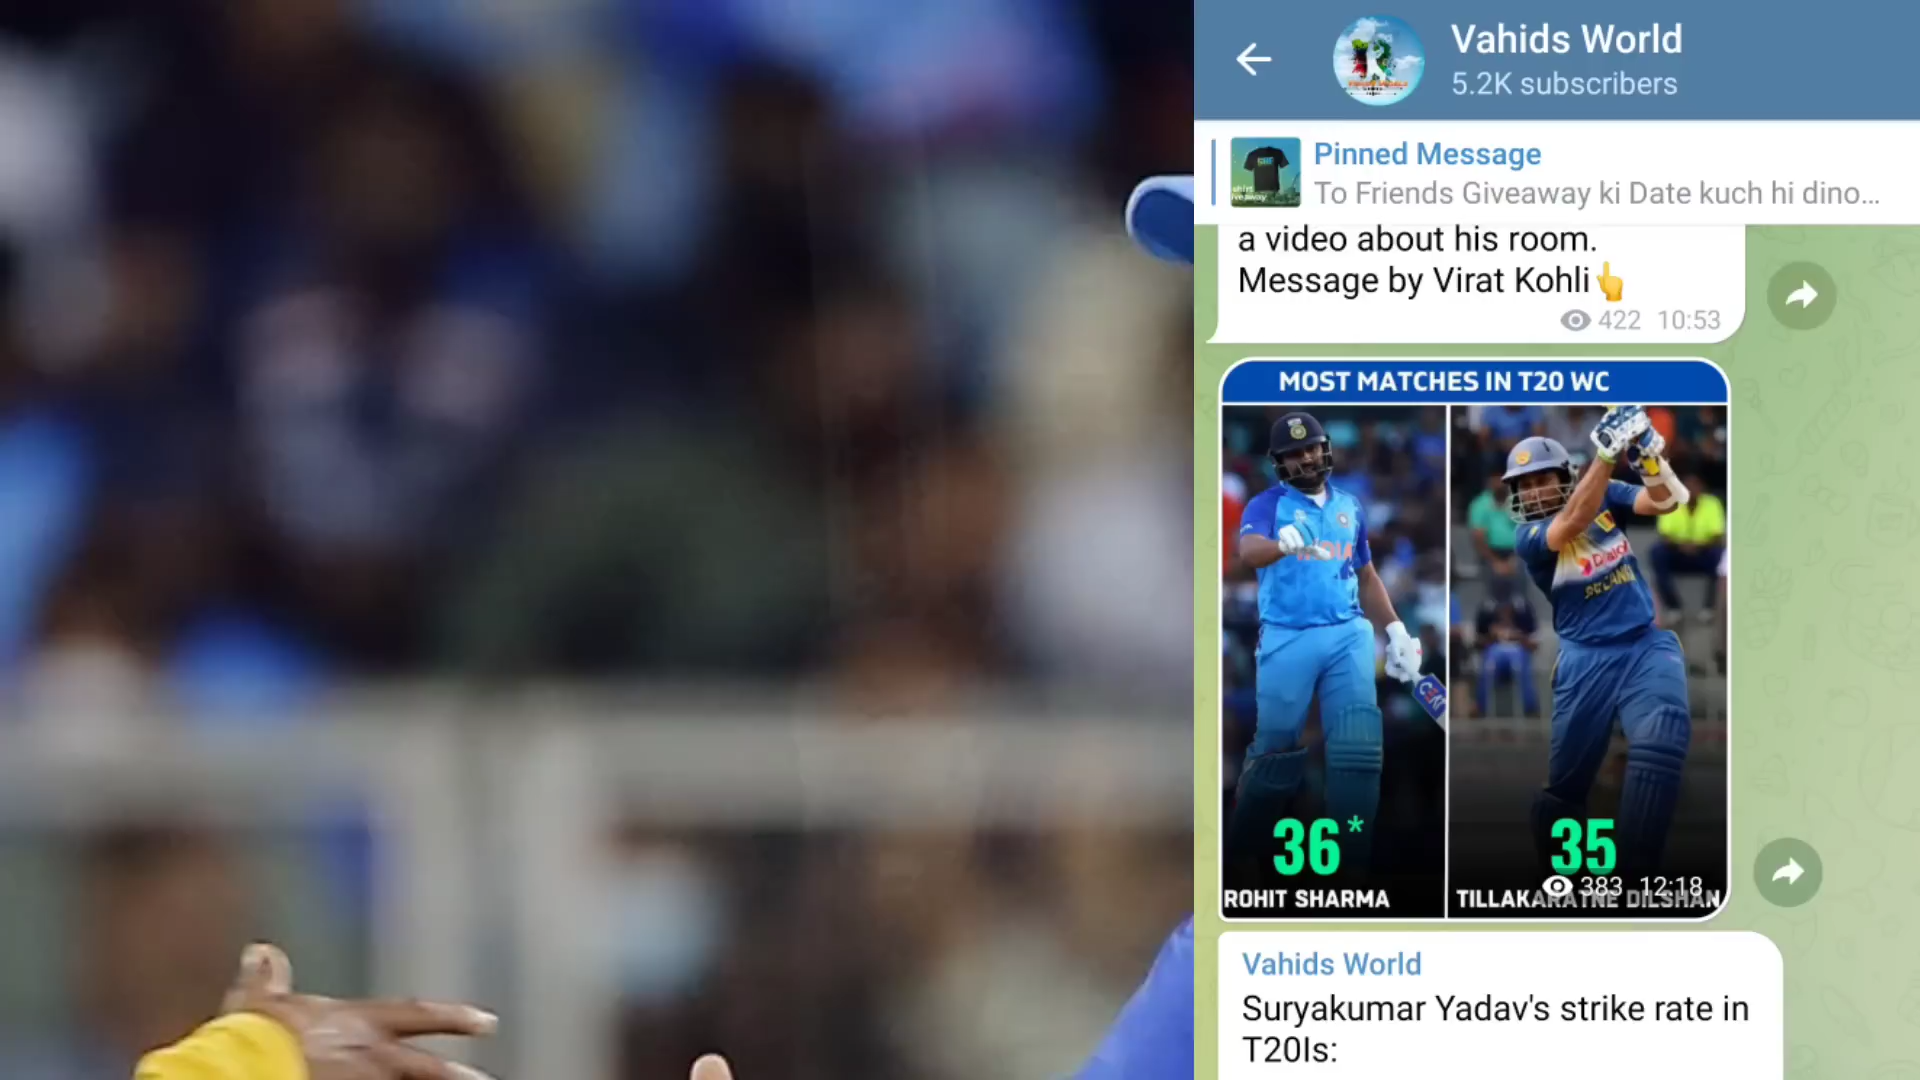 Vahids World
5.2K subscribers
Pinned Message
To Friends Giveaway ki Date kuch hi dino...
a video about his room.
Message by Virat Kohli👆
422 10:53
MOST MATCHES IN T20 WC
INDIA
CEAT
36*
35
383 12:18
ROHIT SHARMA
TILLAKARATNE DILSHAN
Vahids World
Suryakumar Yadav's strike rate in
T20Is: